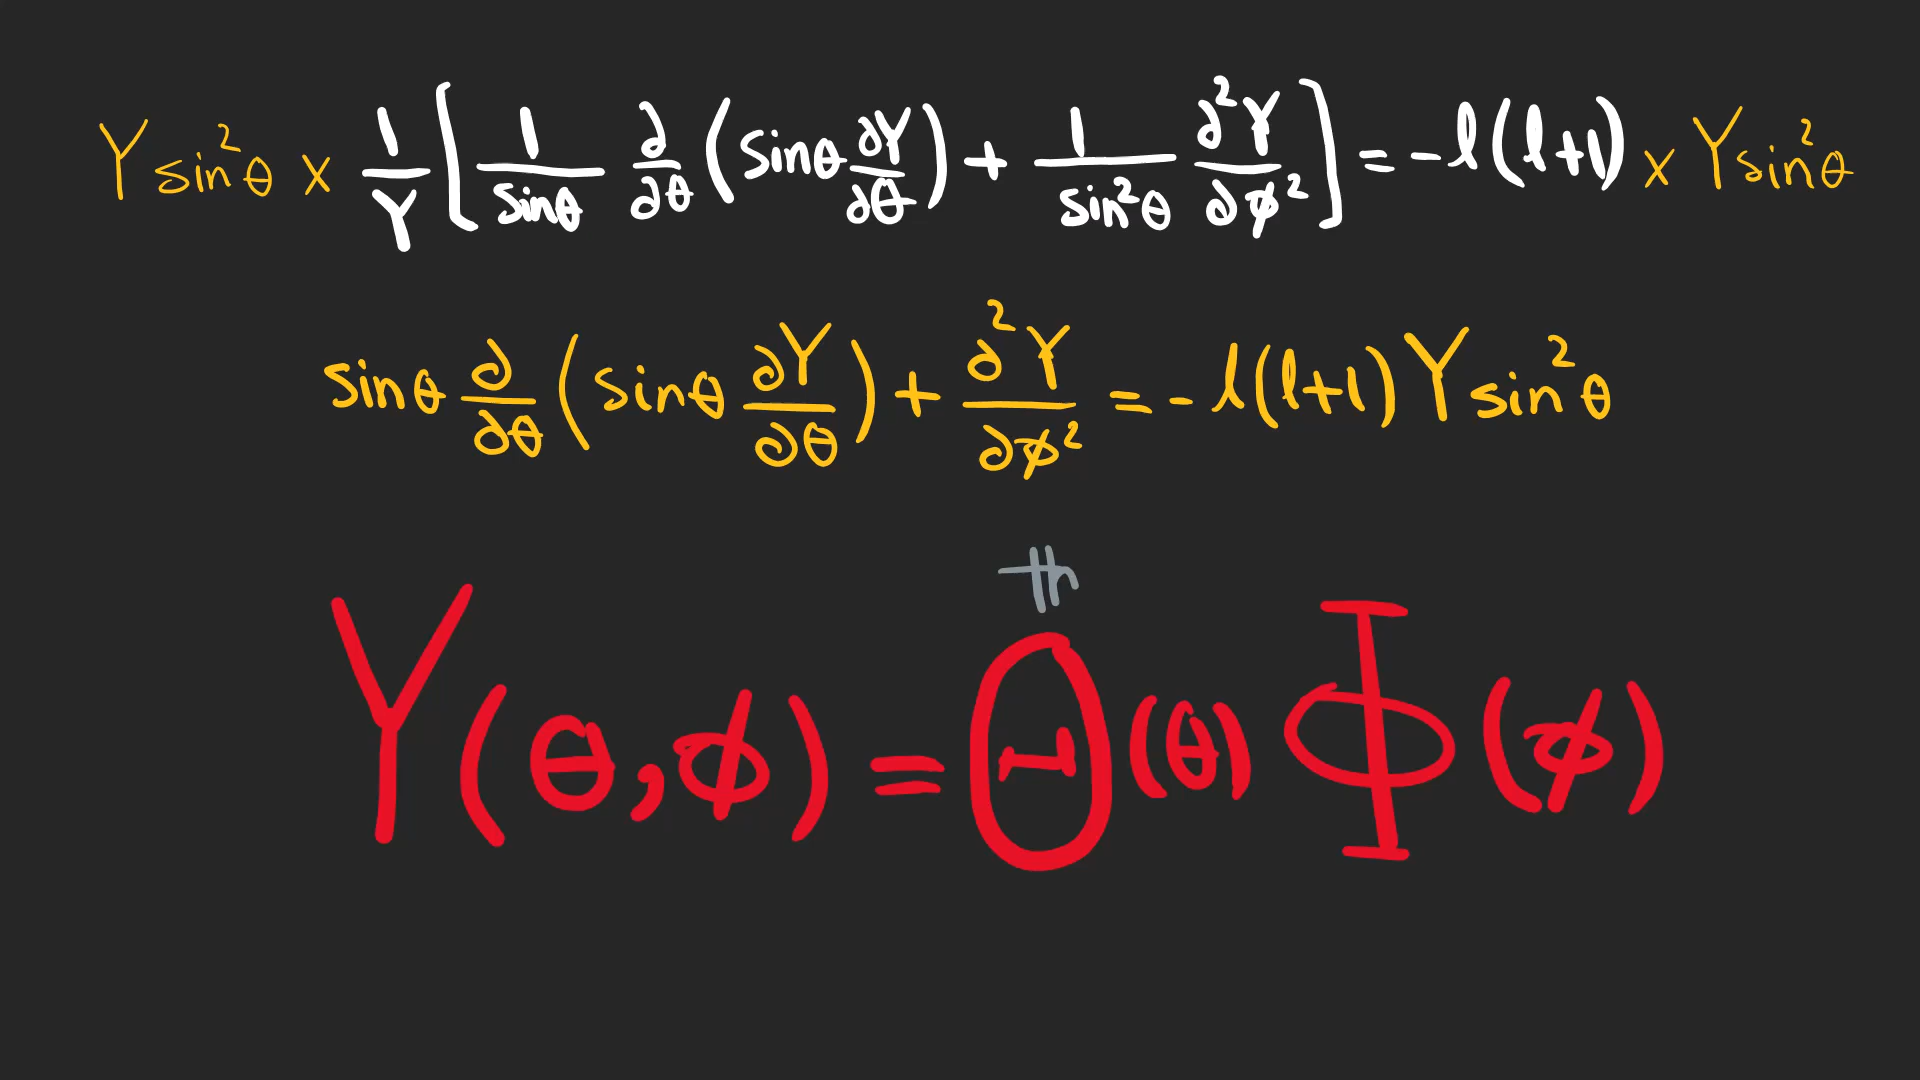 Y sin²θ × 1/Y [ 1/sinθ ∂/∂θ ( sinθ ∂Y/∂θ ) + 1/sin²θ ∂²Y/∂φ² ] = -l(l+1) × Y sin²θ
sinθ ∂/∂θ ( sinθ ∂Y/∂θ ) + ∂²Y/∂φ² = -l(l+1) Y sin²θ
th
Y(θ,φ) = Θ(θ) Φ(φ)